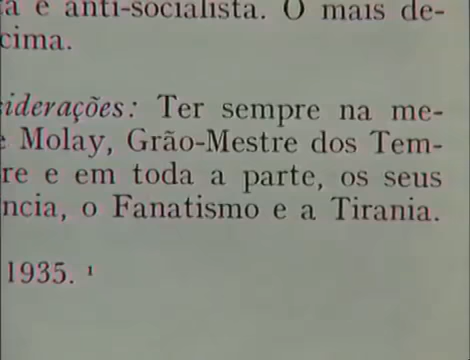 a e anti-socialista. O mais de-
cima.
siderações: Ter sempre na me-
e Molay, Grão-Mestre dos Tem-
re e em toda a parte, os seus
ncia, o Fanatismo e a Tirania.
1935. ¹